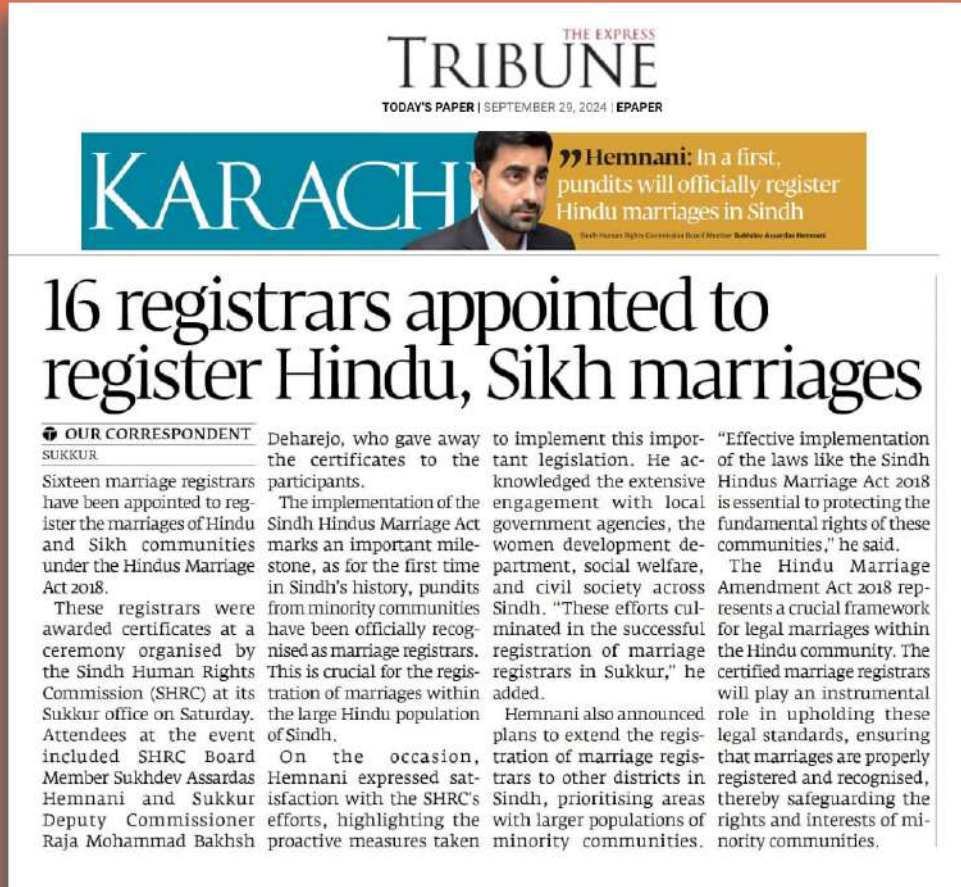 THE EXPRESS
TRIBUNE
TODAY'S PAPER | SEPTEMBER 29, 2024 | EPAPER
KARACHI
” Hemnani: In a first,
pundits will officially register
Hindu marriages in Sindh
Sindh Human Rights Commission Board Member Sukhdev Assardas Hemnani
16 registrars appointed to
register Hindu, Sikh marriages
OUR CORRESPONDENT
SUKKUR
Sixteen marriage registrars
have been appointed to reg-
ister the marriages of Hindu
and Sikh communities
under the Hindus Marriage
Act 2018.
These registrars were
awarded certificates at a
ceremony organised by
the Sindh Human Rights
Commission (SHRC) at its
Sukkur office on Saturday.
Attendees at the event
included SHRC Board
Member Sukhdev Assardas
Hemnani and Sukkur
Deputy Commissioner
Raja Mohammad Bakhsh
Deharejo, who gave away
the certificates to the
participants.
The implementation of the
Sindh Hindus Marriage Act
marks an important mile-
stone, as for the first time
in Sindh's history, pundits
from minority communities
have been officially recog-
nised as marriage registrars.
This is crucial for the regis-
tration of marriages within
the large Hindu population
of Sindh.
On the occasion,
Hemnani expressed sat-
isfaction with the SHRC's
efforts, highlighting the
proactive measures taken
to implement this impor-
tant legislation. He ac-
knowledged the extensive
engagement with local
government agencies, the
women development de-
partment, social welfare,
and civil society across
Sindh. “These efforts cul-
minated in the successful
registration of marriage
registrars in Sukkur,” he
added.
Hemnani also announced
plans to extend the regis-
tration of marriage regis-
trars to other districts in
Sindh, prioritising areas
with larger populations of
minority communities.
“Effective implementation
of the laws like the Sindh
Hindus Marriage Act 2018
is essential to protecting the
fundamental rights of these
communities,” he said.
The Hindu Marriage
Amendment Act 2018 rep-
resents a crucial framework
for legal marriages within
the Hindu community. The
certified marriage registrars
will play an instrumental
role in upholding these
legal standards, ensuring
that marriages are properly
registered and recognised,
thereby safeguarding the
rights and interests of mi-
nority communities.